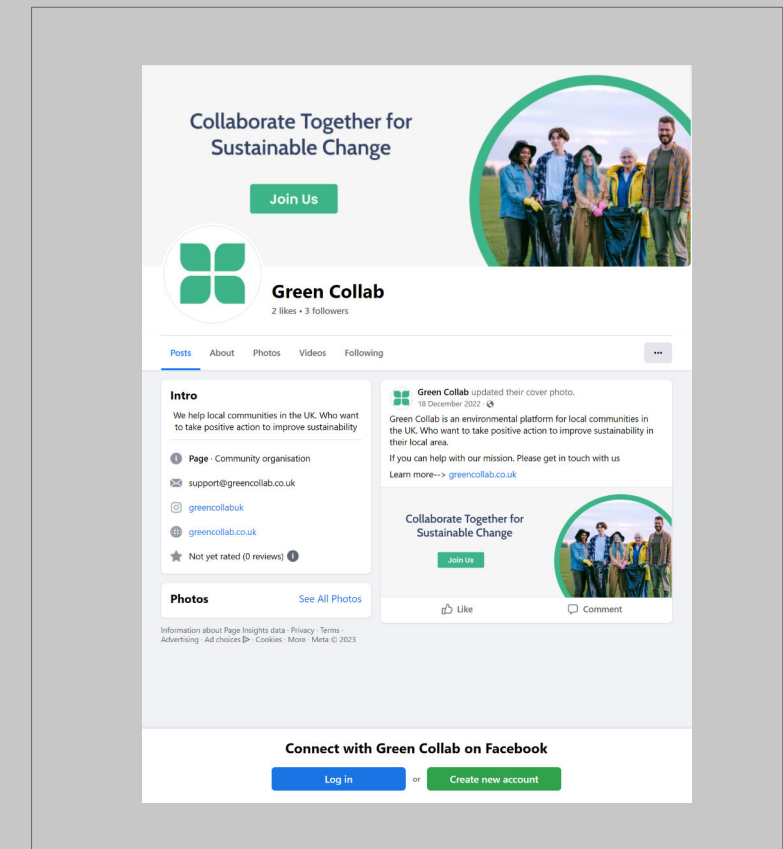 Collaborate Together for
Sustainable Change
Join Us
Green Collab
2 likes • 3 followers
Posts About Photos Videos Following
Intro
We help local communities in the UK. Who want
to take positive action to improve sustainability
Page · Community organisation
support@greencollab.co.uk
greencollabuk
greencollab.co.uk
Not yet rated (0 reviews)
Photos See All Photos
Information about Page Insights data · Privacy · Terms ·
Advertising · Ad choices · Cookies · More · Meta © 2023
Green Collab updated their cover photo.
18 December 2022 ·
Green Collab is an environmental platform for local communities in
the UK. Who want to take positive action to improve sustainability in
their local area.
If you can help with our mission. Please get in touch with us
Learn more--> greencollab.co.uk
Collaborate Together for
Sustainable Change
Join Us
Like Comment
Connect with Green Collab on Facebook
Log in or Create new account